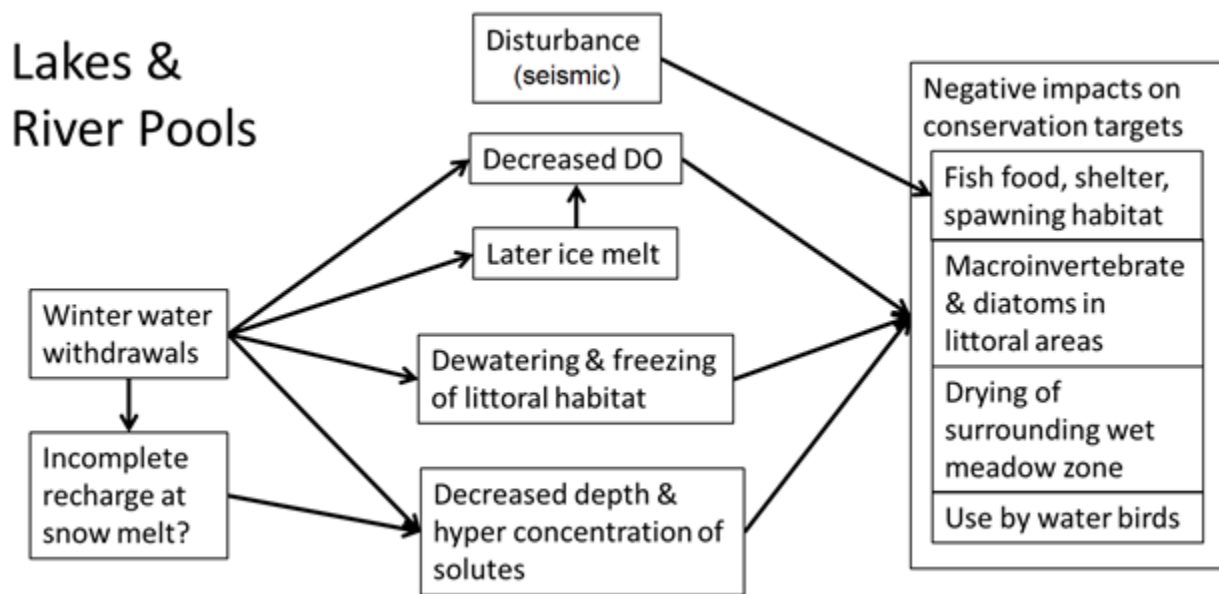 Lakes &
River Pools
Disturbance
(seismic)
Decreased DO
Later ice melt
Winter water
withdrawals
Dewatering & freezing
of littoral habitat
Incomplete
recharge at
snow melt?
Decreased depth &
hyper concentration of
solutes
Negative impacts on
conservation targets
Fish food, shelter,
spawning habitat
Macroinvertebrate
& diatoms in
littoral areas
Drying of
surrounding wet
meadow zone
Use by water birds